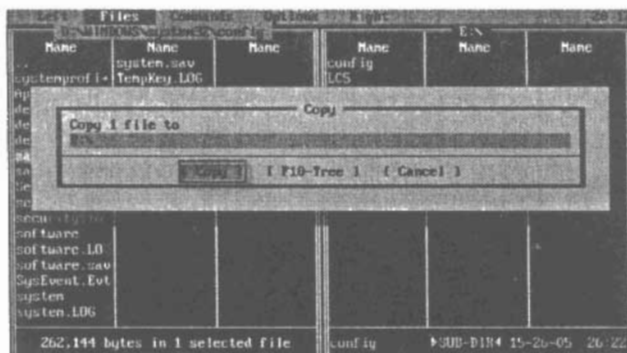 Left Files Commands Options Right
D:\WINDOWS\system32\config E:\
Name Name Name Name Name Name
.. system.sav config
systemprofi TempKey.LOG LCS
Copy
Copy 1 file to
E:\
[ Copy ] [ F10-Tree ] [ Cancel ]
software
software.LO
software.sav
SysEvent.Evt
system
system.LOG
262,144 bytes in 1 selected file config ►SUB-DIR◄ 15-26-05